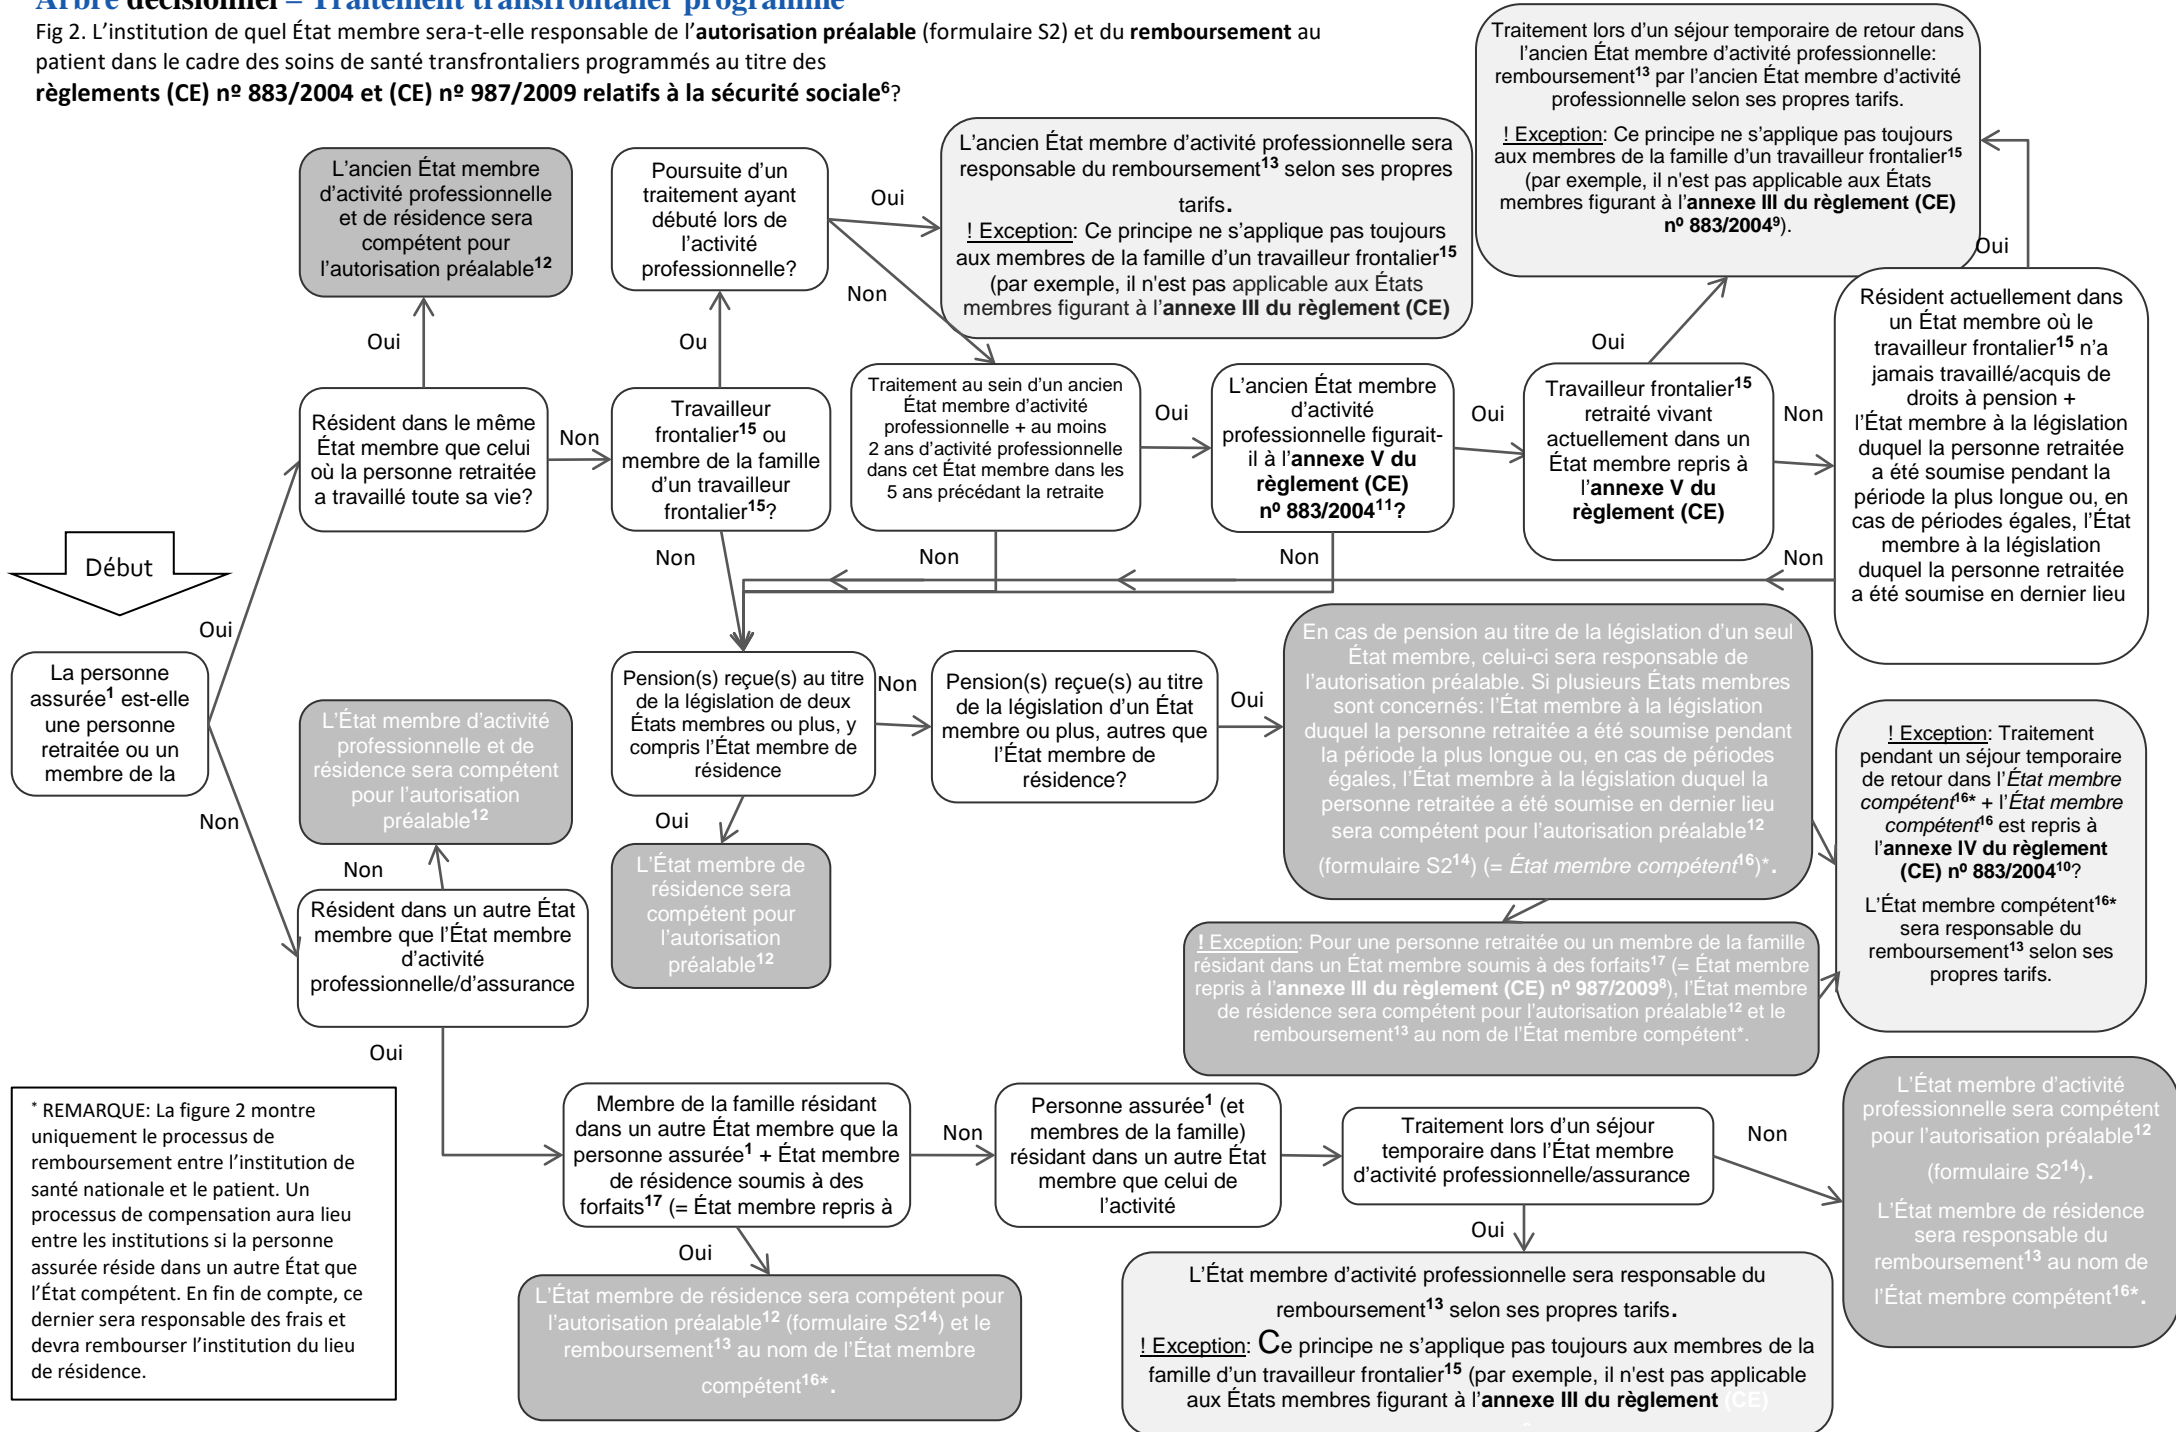 Arbre décisionnel – Traitement transfrontalier programmé
Fig 2. L’institution de quel État membre sera-t-elle responsable de l’autorisation préalable (formulaire S2) et du remboursement au
patient dans le cadre des soins de santé transfrontaliers programmés au titre des
règlements (CE) nº 883/2004 et (CE) nº 987/2009 relatifs à la sécurité sociale⁶?
Traitement lors d’un séjour temporaire de retour dans
l’ancien État membre d’activité professionnelle:
remboursement¹³ par l’ancien État membre d’activité
professionnelle selon ses propres tarifs.
! Exception: Ce principe ne s’applique pas toujours
aux membres de la famille d’un travailleur frontalier¹⁵
(par exemple, il n'est pas applicable aux États
membres figurant à l’annexe III du règlement (CE)
nº 883/2004⁹).
Oui
L’ancien État membre
d’activité professionnelle
et de résidence sera
compétent pour
l’autorisation préalable¹²
Poursuite d’un
traitement ayant
débuté lors de
l’activité
professionnelle?
Oui
Non
L’ancien État membre d’activité professionnelle sera
responsable du remboursement¹³ selon ses propres
tarifs.
! Exception: Ce principe ne s’applique pas toujours
aux membres de la famille d’un travailleur frontalier¹⁵
(par exemple, il n'est pas applicable aux États
membres figurant à l’annexe III du règlement (CE)
Oui
Ou
Oui
Résident dans le même
État membre que celui
où la personne retraitée
a travaillé toute sa vie?
Non
Travailleur
frontalier¹⁵ ou
membre de la famille
d’un travailleur
frontalier¹⁵?
Traitement au sein d’un ancien
État membre d’activité
professionnelle + au moins
2 ans d’activité professionnelle
dans cet État membre dans les
5 ans précédant la retraite
Oui
L’ancien État membre
d’activité
professionnelle figurait-
il à l’annexe V du
règlement (CE)
nº 883/2004¹¹?
Oui
Travailleur frontalier¹⁵
retraité vivant
actuellement dans un
État membre repris à
l’annexe V du
règlement (CE)
Non
Résident actuellement dans
un État membre où le
travailleur frontalier¹⁵ n’a
jamais travaillé/acquis de
droits à pension +
l’État membre à la législation
duquel la personne retraitée
a été soumise pendant la
période la plus longue ou, en
cas de périodes égales, l’État
membre à la législation
duquel la personne retraitée
a été soumise en dernier lieu
Non
Non
Non
Non
Début
Oui
La personne
assurée¹ est-elle
une personne
retraitée ou un
membre de la
Non
Pension(s) reçue(s) au titre
de la législation de deux
États membres ou plus, y
compris l’État membre de
résidence
Non
Pension(s) reçue(s) au titre
de la législation d’un État
membre ou plus, autres que
l’État membre de
résidence?
Oui
En cas de pension au titre de la législation d’un seul
État membre, celui-ci sera responsable de
l’autorisation préalable. Si plusieurs États membres
sont concernés: l’État membre à la législation
duquel la personne retraitée a été soumise pendant
la période la plus longue ou, en cas de périodes
égales, l’État membre à la législation duquel la
personne retraitée a été soumise en dernier lieu
sera compétent pour l’autorisation préalable¹²
(formulaire S2¹⁴) (= État membre compétent¹⁶)*.
! Exception: Traitement
pendant un séjour temporaire
de retour dans l’État membre
compétent¹⁶* + l’État membre
compétent¹⁶ est repris à
l’annexe IV du règlement
(CE) nº 883/2004¹⁰?
L’État membre compétent¹⁶*
sera responsable du
remboursement¹³ selon ses
propres tarifs.
L’État membre d’activité
professionnelle et de
résidence sera compétent
pour l’autorisation
préalable¹²
Non
Oui
L’État membre de
résidence sera
compétent pour
l’autorisation
préalable¹²
! Exception: Pour une personne retraitée ou un membre de la famille
résidant dans un État membre soumis à des forfaits¹⁷ (= État membre
repris à l’annexe III du règlement (CE) nº 987/2009⁸), l’État membre
de résidence sera compétent pour l’autorisation préalable¹² et le
remboursement¹³ au nom de l’État membre compétent*.
Résident dans un autre État
membre que l’État membre
d’activité
professionnelle/d’assurance
Oui
* REMARQUE: La figure 2 montre
uniquement le processus de
remboursement entre l’institution de
santé nationale et le patient. Un
processus de compensation aura lieu
entre les institutions si la personne
assurée réside dans un autre État que
l’État compétent. En fin de compte, ce
dernier sera responsable des frais et
devra rembourser l’institution du lieu
de résidence.
Membre de la famille résidant
dans un autre État membre que la
personne assurée¹ + État membre
de résidence soumis à des
forfaits¹⁷ (= État membre repris à
Non
Personne assurée¹ (et
membres de la famille)
résidant dans un autre État
membre que celui de
l’activité
Traitement lors d’un séjour
temporaire dans l’État membre
d’activité professionnelle/assurance
Non
L’État membre d’activité
professionnelle sera compétent
pour l’autorisation préalable¹²
(formulaire S2¹⁴).
L’État membre de résidence
sera responsable du
remboursement¹³ au nom de
l’État membre compétent¹⁶*.
Oui
L’État membre de résidence sera compétent pour
l’autorisation préalable¹² (formulaire S2¹⁴) et le
remboursement¹³ au nom de l’État membre
compétent¹⁶*.
Oui
L’État membre d’activité professionnelle sera responsable du
remboursement¹³ selon ses propres tarifs.
! Exception: Ce principe ne s’applique pas toujours aux membres de la
famille d’un travailleur frontalier¹⁵ (par exemple, il n'est pas applicable
aux États membres figurant à l’annexe III du règlement (CE)